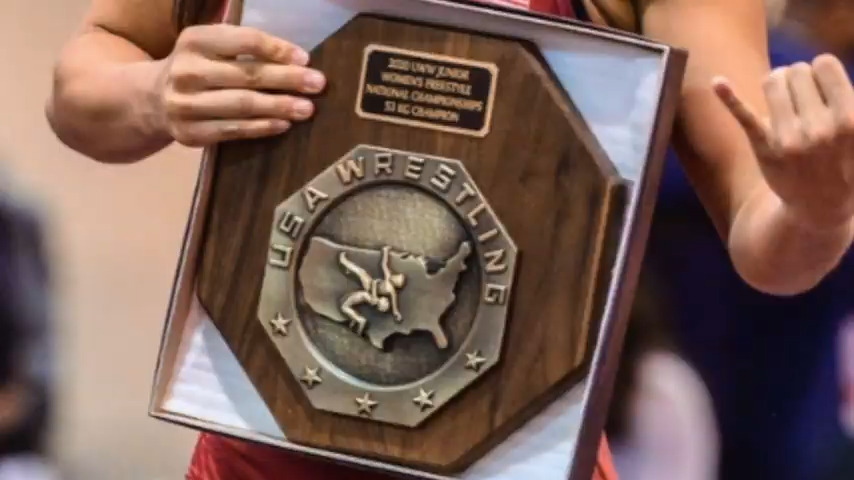 2020 UWW JUNIOR
WOMEN'S FREESTYLE
NATIONAL CHAMPIONSHIPS
53 KG CHAMPION
USA WRESTLING